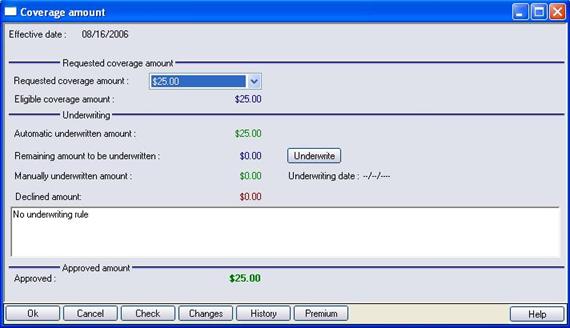 Coverage amount
Effective date : 08/16/2006
Requested coverage amount
Requested coverage amount : $25.00
Eligible coverage amount : $25.00
Underwriting
Automatic underwritten amount : $25.00
Remaining amount to be underwritten : $0.00 Underwrite
Manually underwritten amount : $0.00 Underwriting date : --/--/----
Declined amount: $0.00
No underwriting rule
Approved amount
Approved : $25.00
Ok Cancel Check Changes History Premium Help